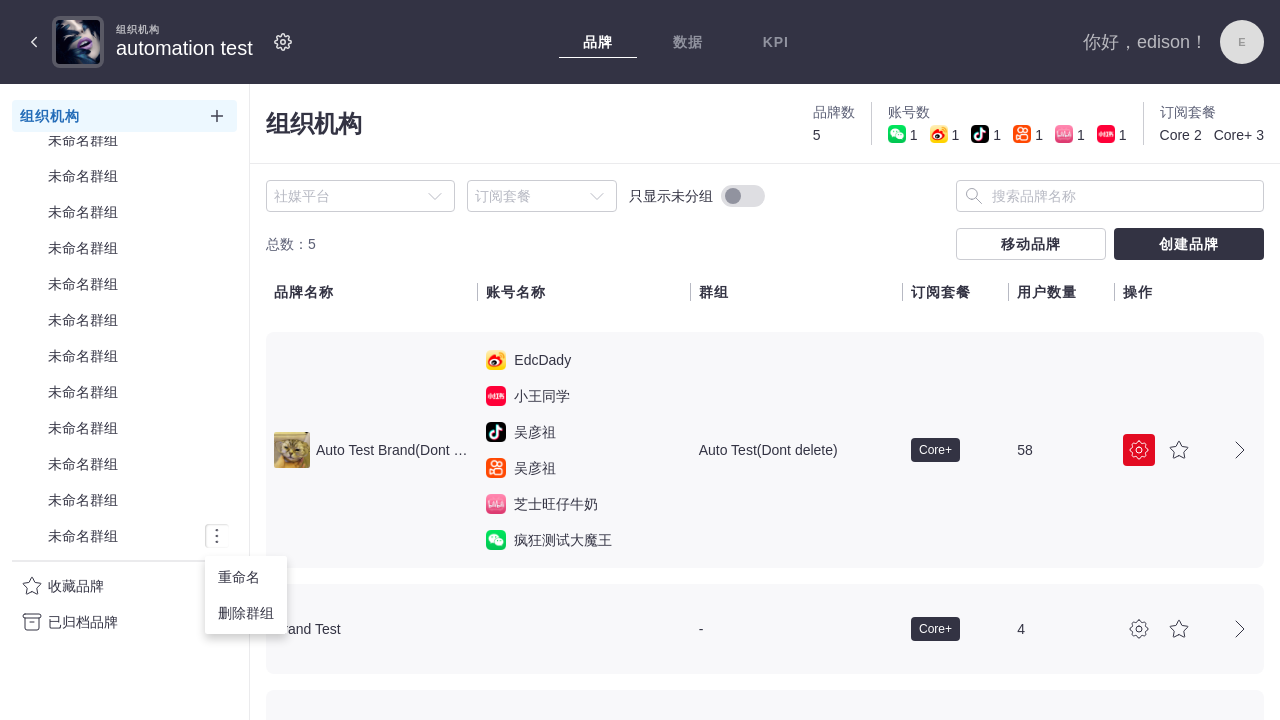 组织机构
automation test
品牌
数据
KPI
你好，edison！
E
组织机构
未命名群组
未命名群组
未命名群组
未命名群组
未命名群组
未命名群组
未命名群组
未命名群组
未命名群组
未命名群组
未命名群组
未命名群组
收藏品牌
已归档品牌
重命名
删除群组
组织机构
品牌数
5
账号数
1 1 1 1 1 1
订阅套餐
Core 2 Core+ 3
社媒平台
订阅套餐
只显示未分组
搜索品牌名称
总数：5
移动品牌
创建品牌
品牌名称 账号名称 群组 订阅套餐 用户数量 操作
Auto Test Brand(Dont …
EdcDady
小王同学
吴彦祖
吴彦祖
芝士旺仔牛奶
疯狂测试大魔王
Auto Test(Dont delete)
Core+
58
rand Test
-
Core+
4